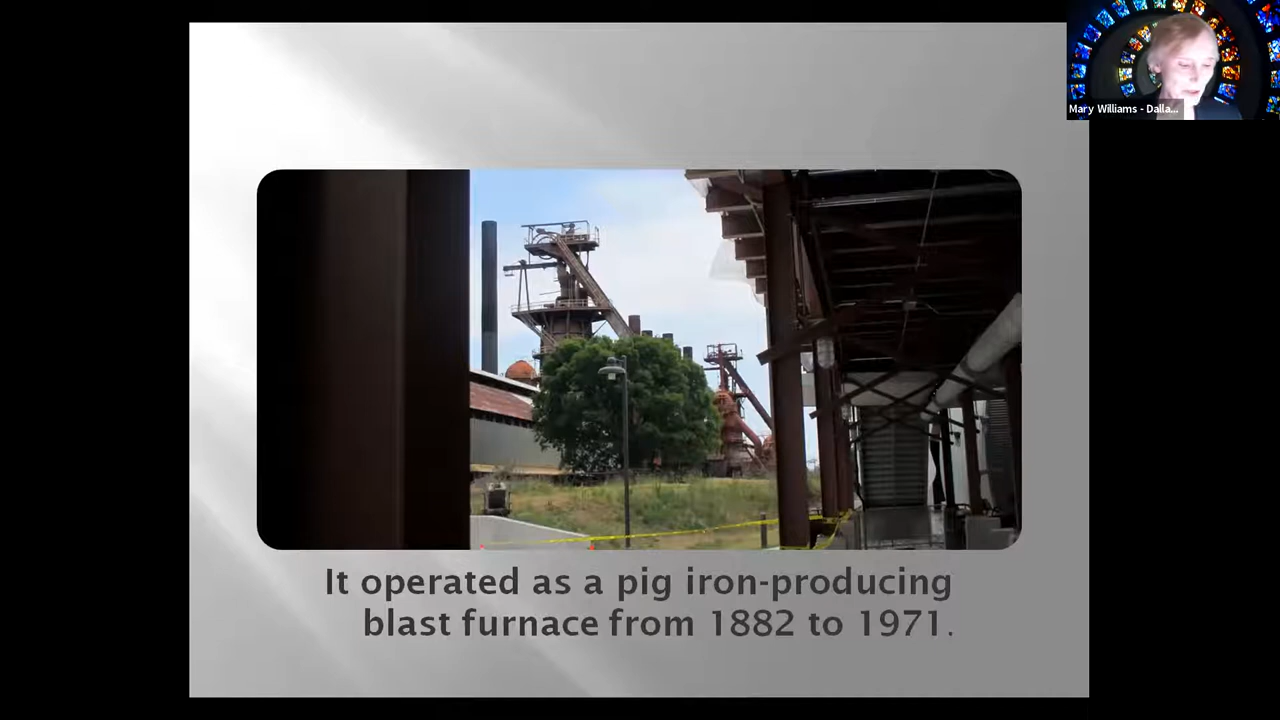 Mary Williams - Dalla...
It operated as a pig iron-producing
blast furnace from 1882 to 1971.